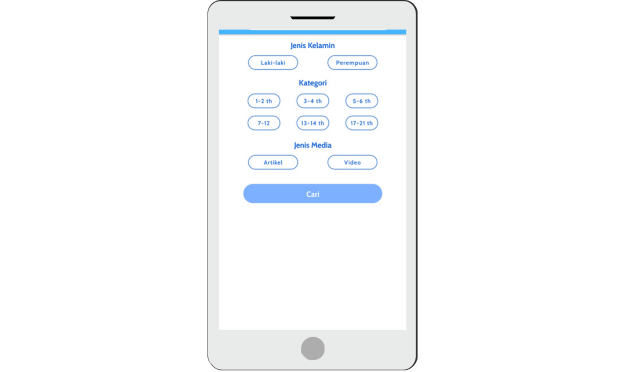 Jenis Kelamin
Laki-laki Perempuan
Kategori
1-2 th 3-4 th 5-6 th
7-12 13-14 th 17-21 th
Jenis Media
Artikel Video
Cari